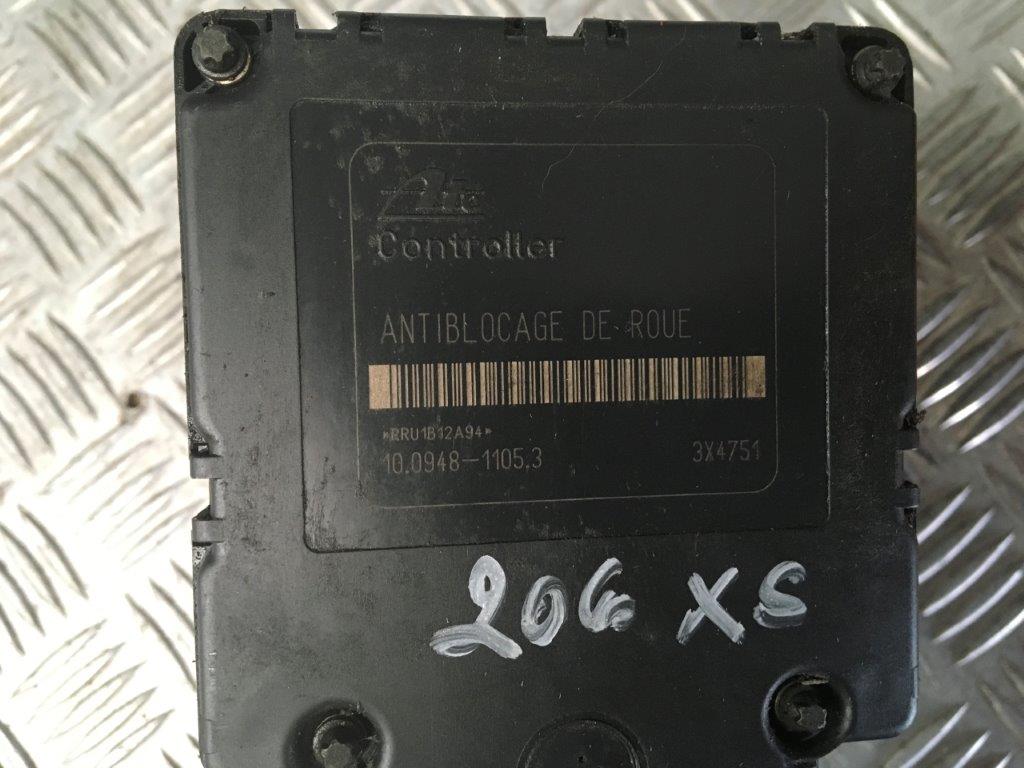 Ate
Controller
ANTIBLOCAGE DE ROUE
*RRU1B12A94*
10.0948-1105.3 3X4751
206 XS